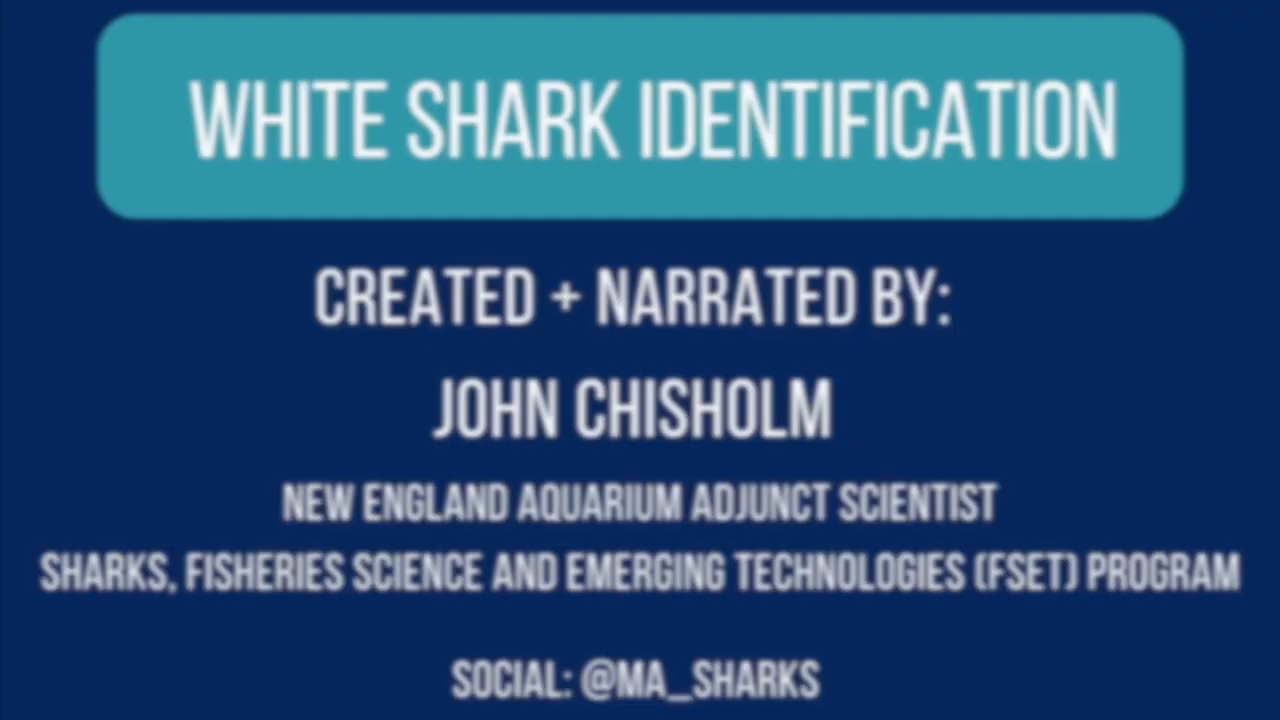 WHITE SHARK IDENTIFICATION
CREATED + NARRATED BY:
JOHN CHISHOLM
NEW ENGLAND AQUARIUM ADJUNCT SCIENTIST
SHARKS, FISHERIES SCIENCE AND EMERGING TECHNOLOGIES (FSET) PROGRAM
SOCIAL: @MA_SHARKS